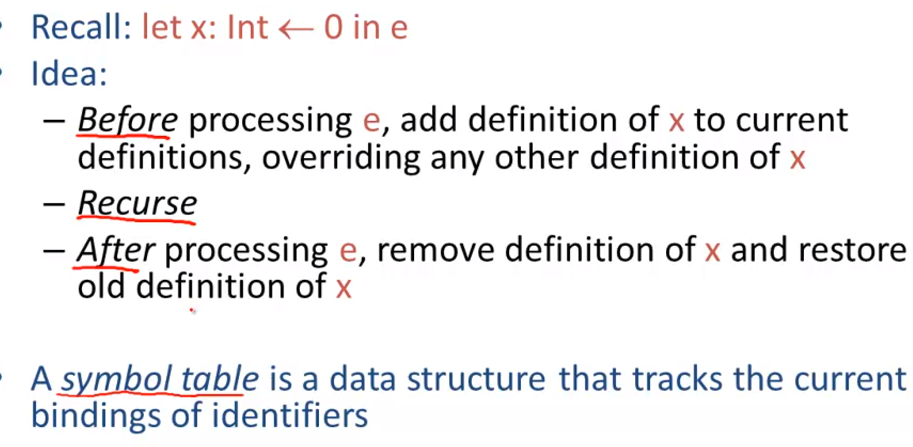 • Recall: let x: Int ← 0 in e
• Idea:
– Before processing e, add definition of x to current
definitions, overriding any other definition of x
– Recurse
– After processing e, remove definition of x and restore
old definition of x
• A symbol table is a data structure that tracks the current
bindings of identifiers